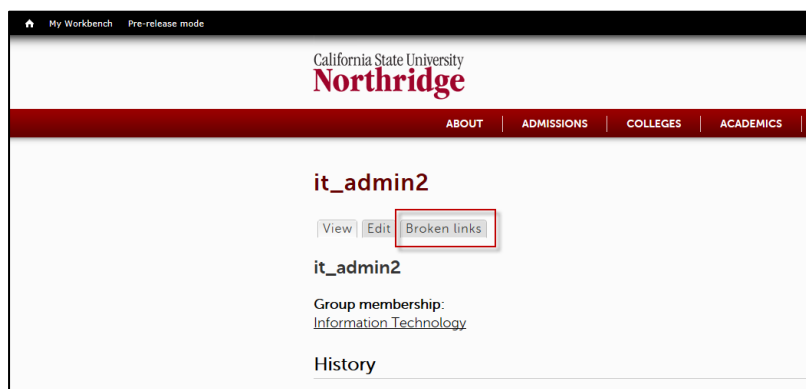 My Workbench Pre-release mode
California State University
Northridge
ABOUT ADMISSIONS COLLEGES ACADEMICS
it_admin2
View Edit Broken links
it_admin2
Group membership:
Information Technology
History